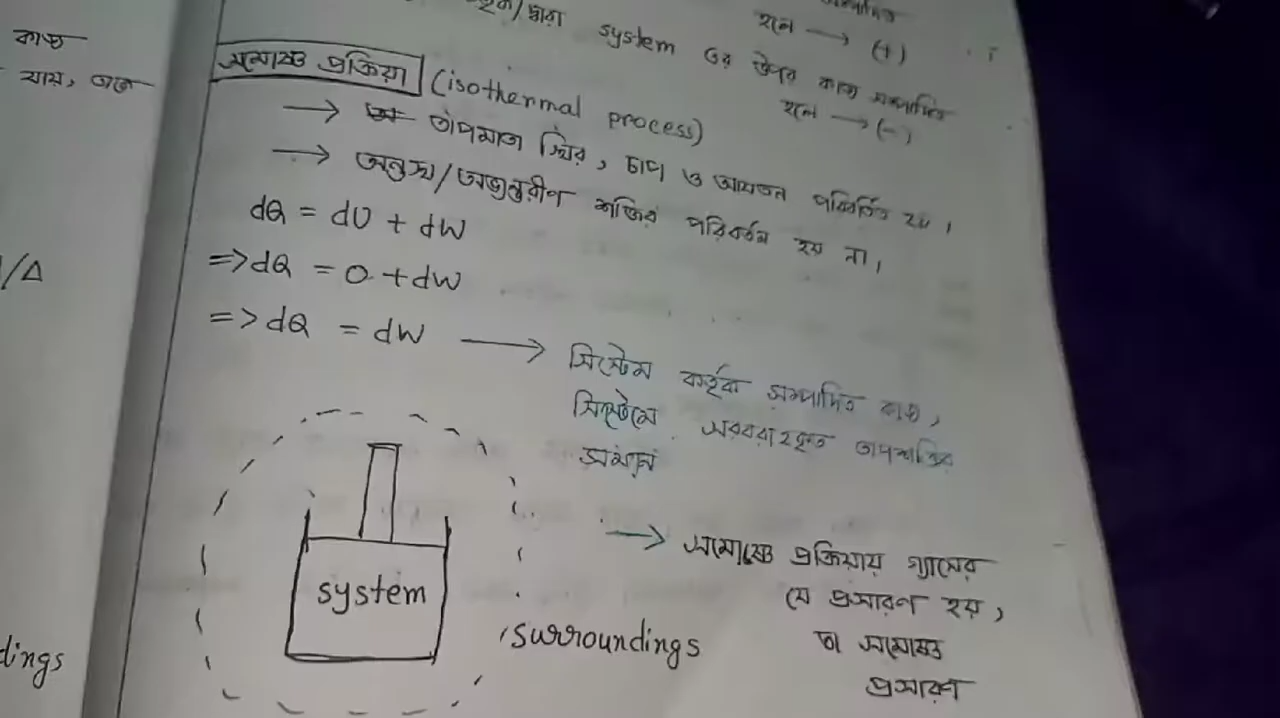 কাজ
যায়, তাকে
/দ্বারা system এর উপর কাজ সম্পাদিত
হলে → (+)
হলে → (-)
সমোষ্ণ প্রক্রিয়া (isothermal process)
→ তাপমাত্রা স্থির, চাপ ও আয়তন পরিবর্তিত হয়।
→ অন্তস্থ/অভ্যন্তরীণ শক্তির পরিবর্তন হয় না।
dQ = dU + dW
=> dQ = 0 + dW
=> dQ = dW → সিস্টেম কর্তৃক সম্পাদিত কাজ,
সিস্টেমে সরবরাহকৃত তাপশক্তির
সমান
→ সমোষ্ণ প্রক্রিয়ায় গ্যাসের
যে প্রসারণ হয়,
তা সমোষ্ণ
প্রসারণ
system
surroundings
dings